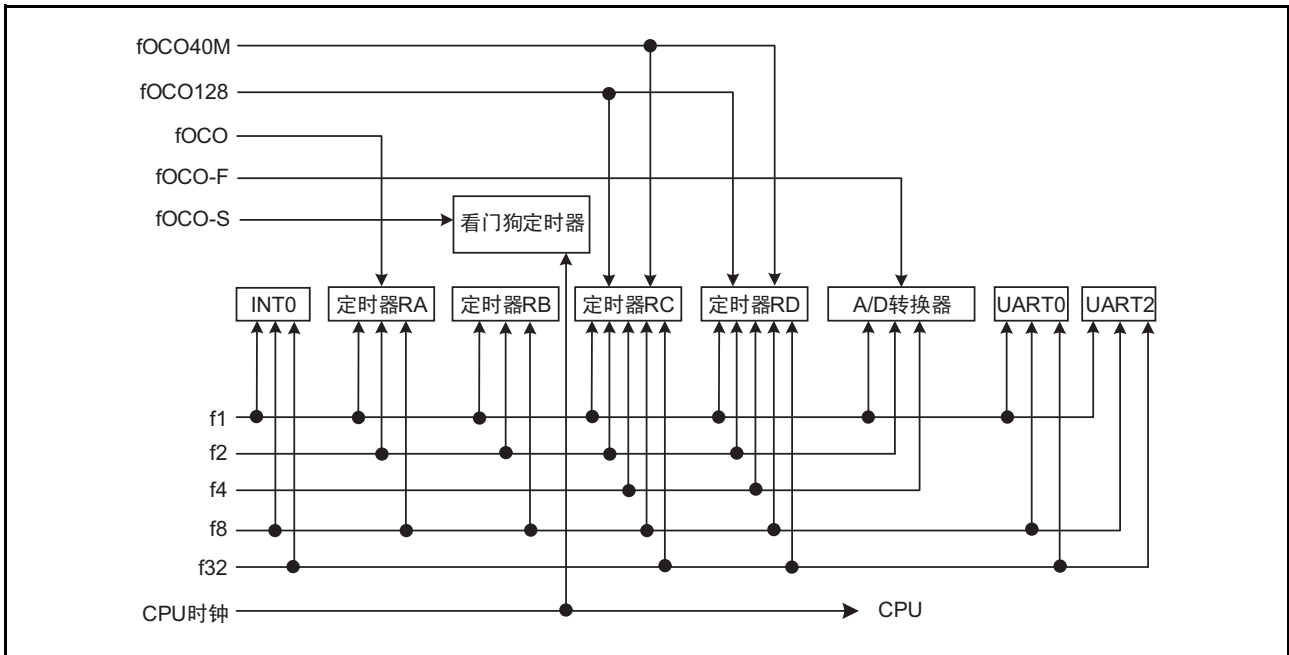 fOCO40M
fOCO128
fOCO
fOCO-F
fOCO-S
看门狗定时器
INT0
定时器RA
定时器RB
定时器RC
定时器RD
A/D转换器
UART0
UART2
f1
f2
f4
f8
f32
CPU时钟
CPU